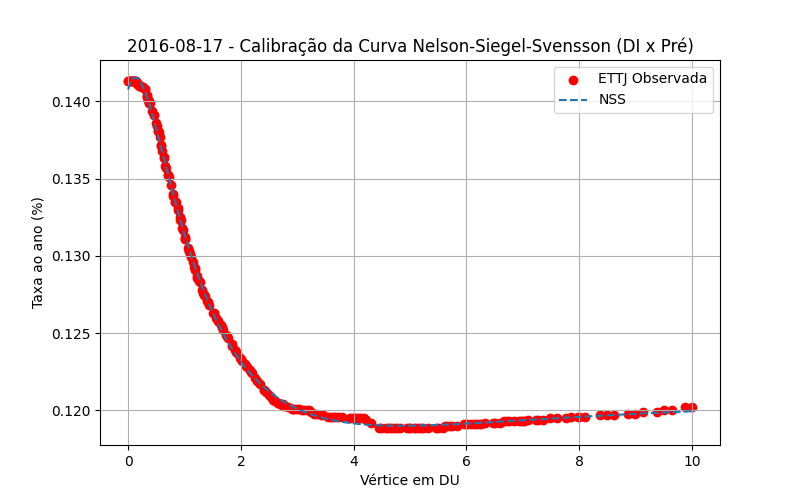 2016-08-17 - Calibração da Curva Nelson-Siegel-Svensson (DI x Pré)
ETTJ Observada
NSS
Taxa ao ano (%)
0.140
0.135
0.130
0.125
0.120
0 2 4 6 8 10
Vértice em DU